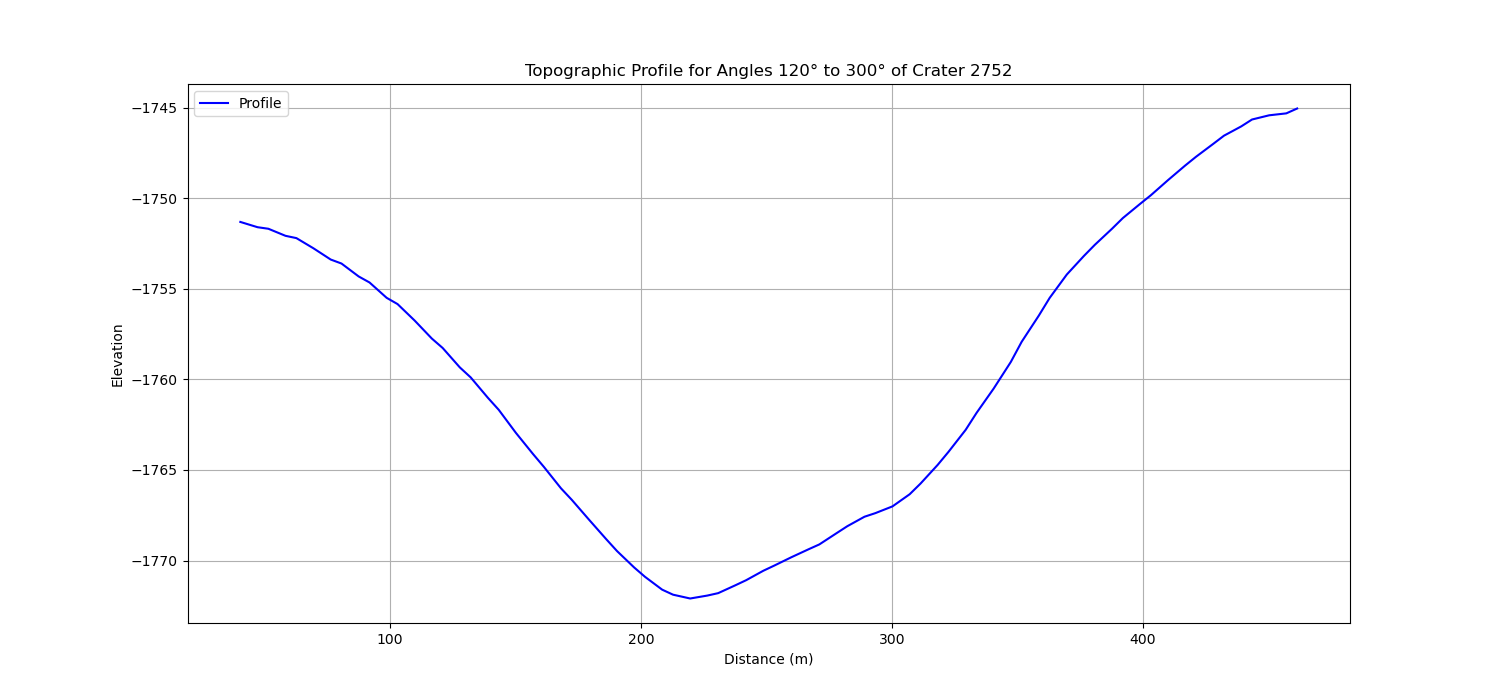 Topographic Profile for Angles 120° to 300° of Crater 2752
Profile
−1745
−1750
−1755
−1760
−1765
−1770
Elevation
100
200
300
400
Distance (m)